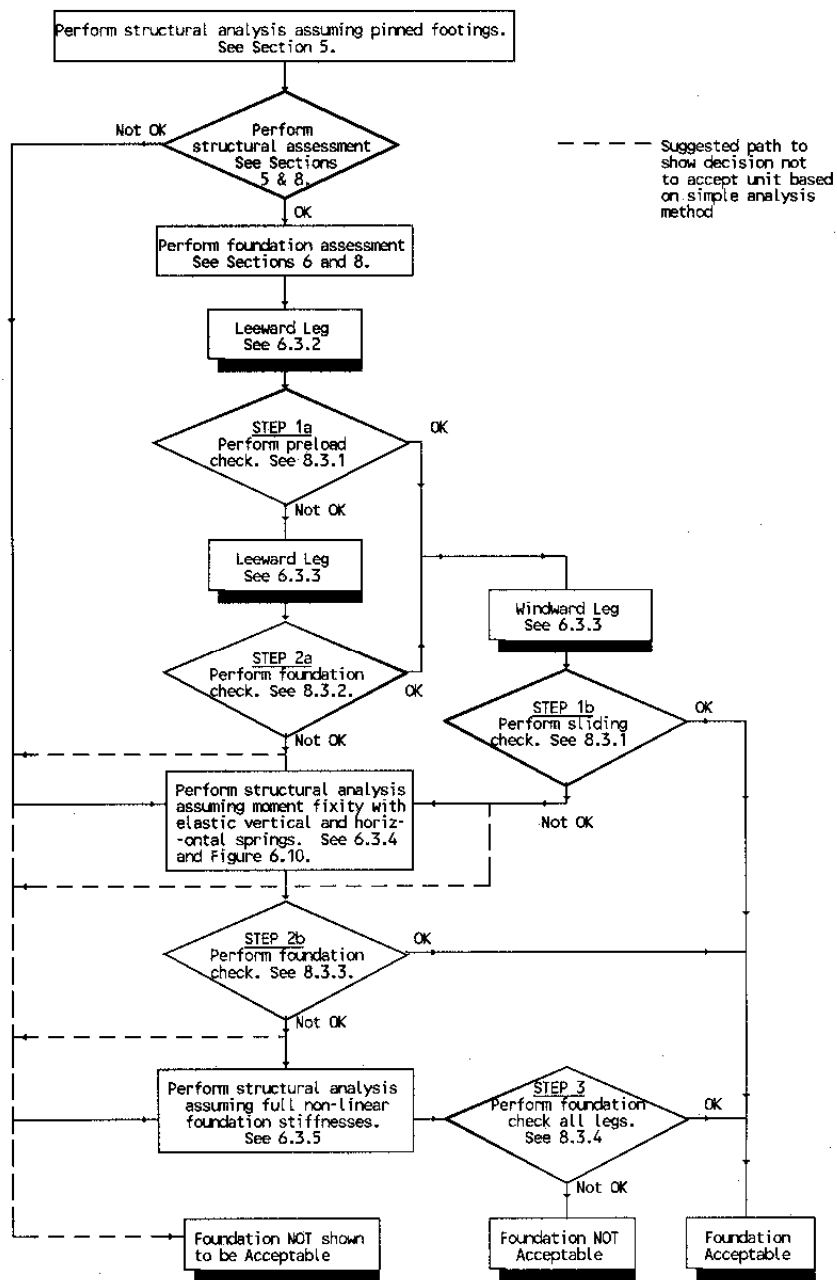 Perform structural analysis assuming pinned footings.
See Section 5.
Not OK
Perform
structural assessment
See Sections
5 & 8.
OK
Suggested path to
show decision not
to accept unit based
on simple analysis
method
Perform foundation assessment
See Sections 6 and 8.
Leeward Leg
See 6.3.2
STEP 1a
Perform preload
check. See 8.3.1
OK
Not OK
Leeward Leg
See 6.3.3
Windward Leg
See 6.3.3
STEP 2a
Perform foundation
check. See 8.3.2.
OK
Not OK
STEP 1b
Perform sliding
check. See 8.3.1
OK
Not OK
Perform structural analysis
assuming moment fixity with
elastic vertical and horiz-
-ontal springs. See 6.3.4
and Figure 6.10.
STEP 2b
Perform foundation
check. See 8.3.3.
OK
Not OK
Perform structural analysis
assuming full non-linear
foundation stiffnesses.
See 6.3.5
STEP 3
Perform foundation
check all legs.
See 8.3.4
OK
Not OK
Foundation NOT shown
to be Acceptable
Foundation NOT
Acceptable
Foundation
Acceptable